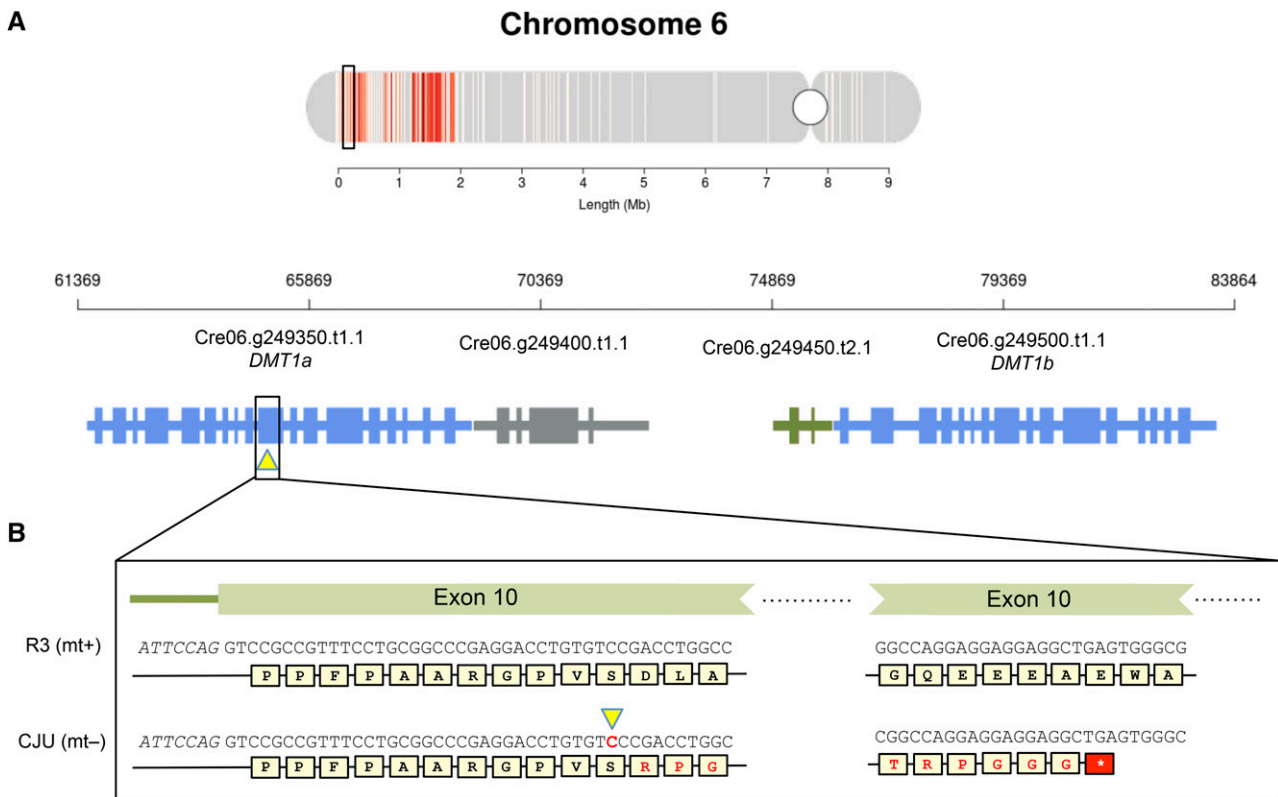 A
Chromosome 6
0 1 2 3 4 5 6 7 8 9
Length (Mb)
61369 65869 70369 74869 79369 83864
Cre06.g249350.t1.1 Cre06.g249400.t1.1 Cre06.g249450.t2.1 Cre06.g249500.t1.1
DMT1a DMT1b
B
Exon 10 ............ Exon 10 .........
R3 (mt+) ATTCCAG GTCCGCCGTTTCCTGCGGCCCGAGGACCTGTGTCCGACCTGGCC GGCCAGGAGGAGGAGGCTGAGTGGGCG
P P F P A A R G P V S D L A G Q E E E A E W A
CJU (mt–) ATTCCAG GTCCGCCGTTTCCTGCGGCCCGAGGACCTGTGTCCCGACCTGGC CGGCCAGGAGGAGGAGGCTGAGTGGGC
P P F P A A R G P V S R P G T R P G G G *